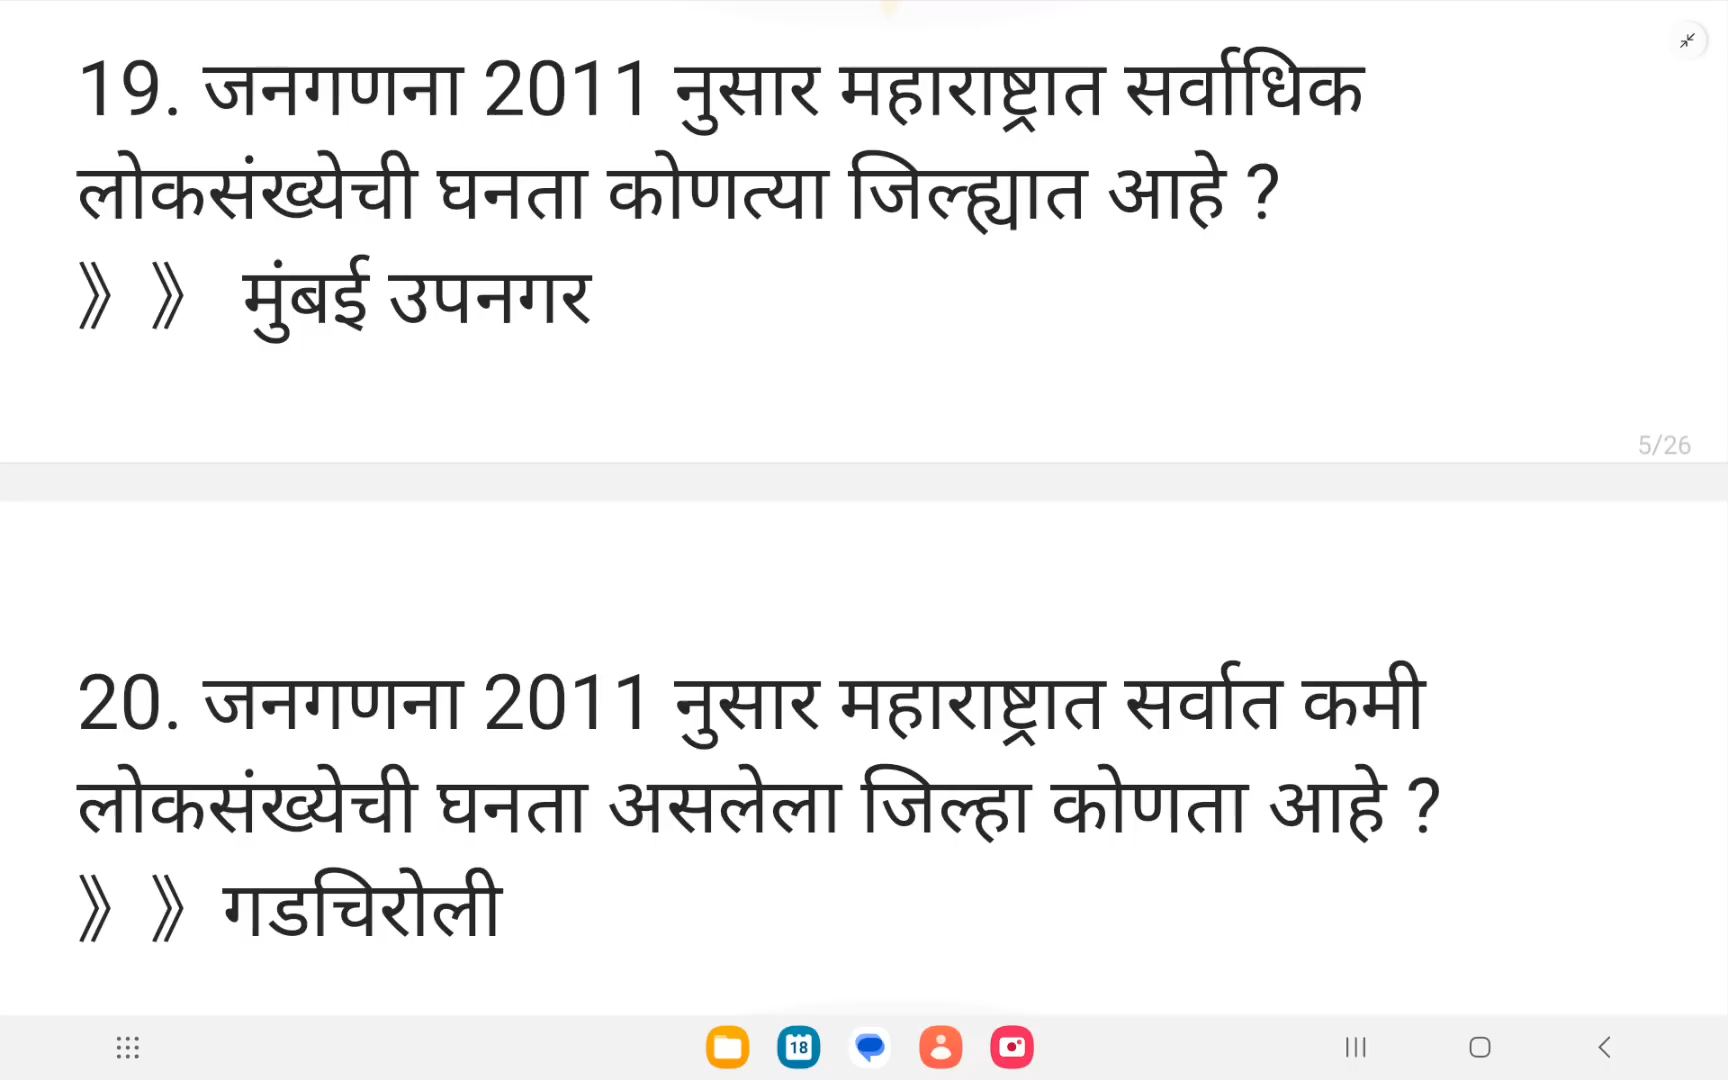 19. जनगणना 2011 नुसार महाराष्ट्रात सर्वाधिक
लोकसंख्येची घनता कोणत्या जिल्ह्यात आहे ?
》》 मुंबई उपनगर
5/26
20. जनगणना 2011 नुसार महाराष्ट्रात सर्वात कमी
लोकसंख्येची घनता असलेला जिल्हा कोणता आहे ?
》》गडचिरोली
18